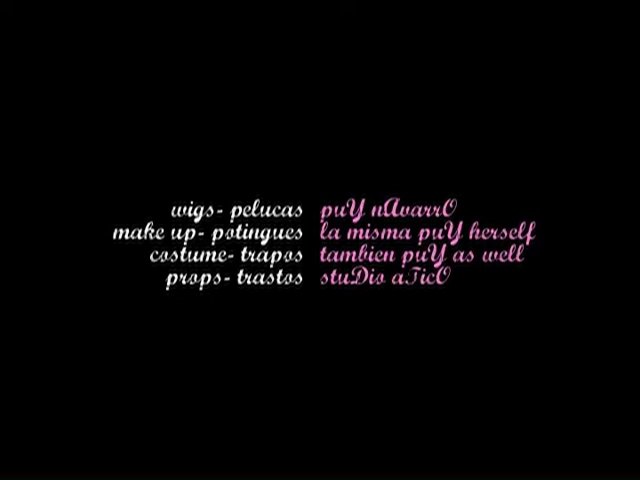 wigs- pelucas puY nAvarrO
make up- potingues la misma puY herself
costume- trapos tambien puY as well
props- trastos stuDio aTicO